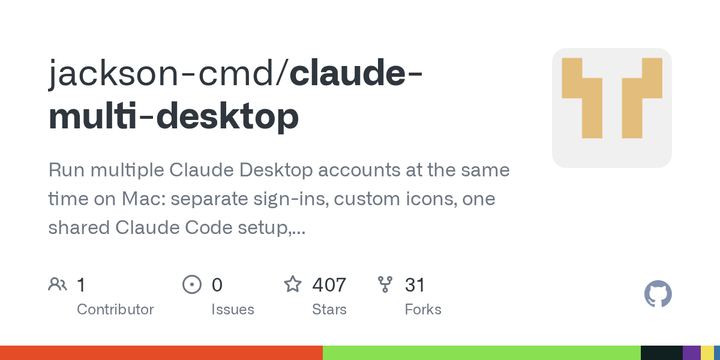 jackson-cmd/claude-
multi-desktop
Run multiple Claude Desktop accounts at the same
time on Mac: separate sign-ins, custom icons, one
shared Claude Code setup,...
1 0 407 31
Contributor Issues Stars Forks